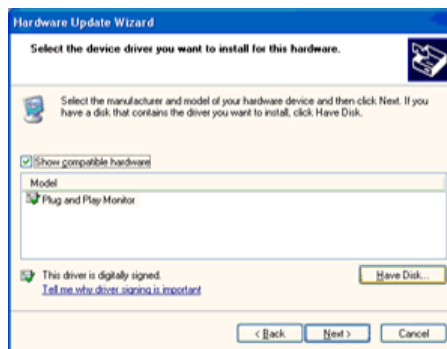 Hardware Update Wizard
Select the device driver you want to install for this hardware.
Select the manufacturer and model of your hardware device and then click Next. If you
have a disk that contains the driver you want to install, click Have Disk.
Show compatible hardware
Model
Plug and Play Monitor
This driver is digitally signed.
Have Disk...
Tell me why driver signing is important
< Back
Next >
Cancel